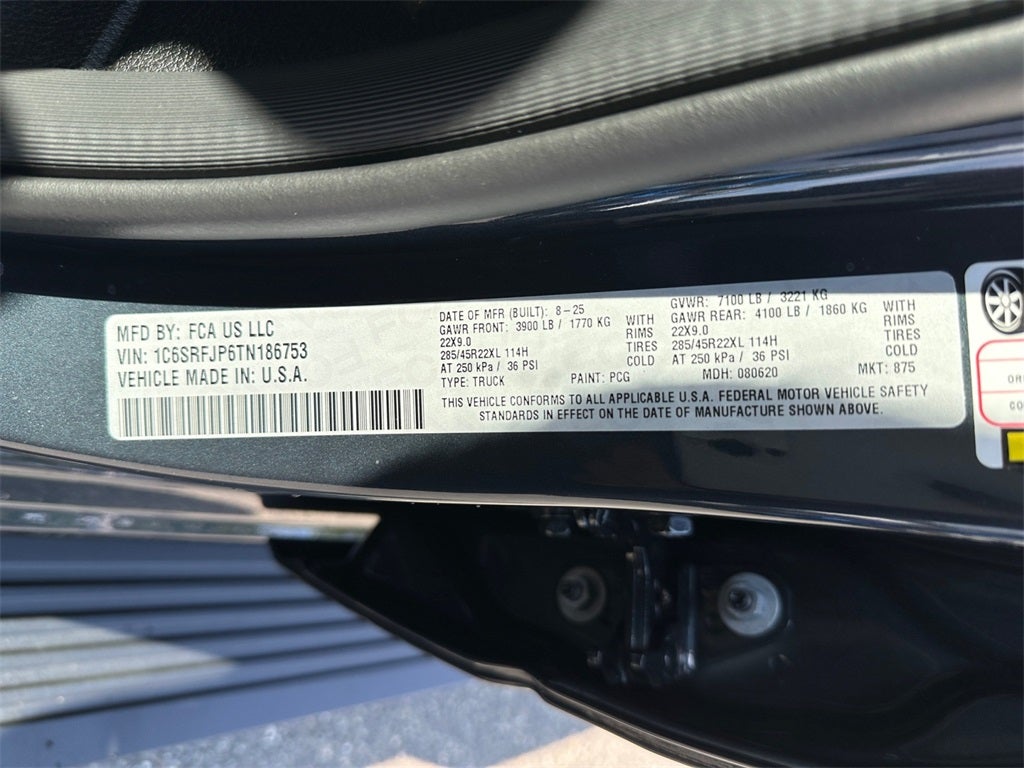 MFD BY: FCA US LLC
VIN: 1C6SRFJP6TN186753
VEHICLE MADE IN: U.S.A.
DATE OF MFR (BUILT): 8-25
GAWR FRONT: 3900 LB / 1770 KG WITH
22X9.0 RIMS
285/45R22XL 114H TIRES
AT 250 kPa / 36 PSI COLD
TYPE: TRUCK PAINT: PCG
GVWR: 7100 LB / 3221 KG
GAWR REAR: 4100 LB / 1860 KG WITH
22X9.0 RIMS
285/45R22XL 114H TIRES
AT 250 kPa / 36 PSI COLD
MDH: 080620 MKT: 875
THIS VEHICLE CONFORMS TO ALL APPLICABLE U.S.A. FEDERAL MOTOR VEHICLE SAFETY
STANDARDS IN EFFECT ON THE DATE OF MANUFACTURE SHOWN ABOVE.